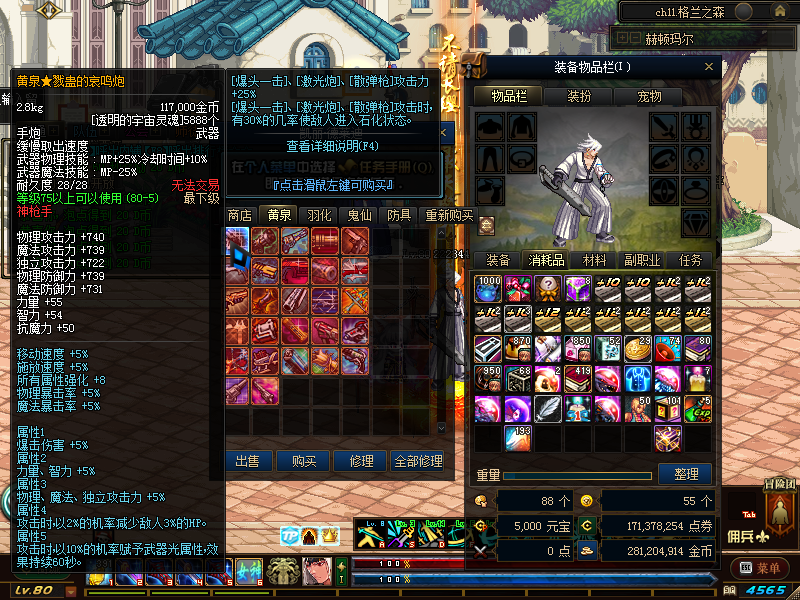 黄泉★戮蛊的哀鸣炮
2.8kg
117,000金币
[透明的宇宙灵魂]5888个
手炮
武器
缓慢取出速度
武器物理技能：MP+25%冷却时间+10%
武器魔法技能：MP-25%
耐久度 28/28
无法交易
等级75以上可以使用 (80-5)
最下级
神枪手
物理攻击力 +740
魔法攻击力 +739
独立攻击力 +722
物理防御力 +739
魔法防御力 +731
力量 +55
智力 +54
抗魔力 +50
移动速度 +5%
施放速度 +5%
所有属性强化 +8
物理暴击率 +5%
魔法暴击率 +5%
属性1
爆击伤害 +5%
属性2
力量、智力 +5%
属性3
物理、魔法、独立攻击力 +5%
属性4
攻击时,以2%的机率减少敌人3%的HP。
属性5
攻击时,以10%的机率赋予武器光属性,效
果持续60秒。
[爆头一击]、[激光炮]、[散弹枪]攻击力
+25%
[爆头一击]、[激光炮]、[散弹枪]攻击时,
有30%的几率使敌人进入石化状态。
查看详细说明(F4)
『点击滑鼠左键可购买』
商店
黄泉
羽化
鬼仙
防具
重新购买
出售
购买
修理
全部修理
ch11.格兰之森
赫顿玛尔
装备物品栏(I)
物品栏
装扮
宠物
装备
消耗品
材料
副职业
任务
重量
整理
88 个
55 个
5,000 元宝
171,378,254 点券
0 点
281,204,914 金币
冒险团
Tab
佣兵
ESC
菜单
4565
Lv.80
100%
100%
不请长缨